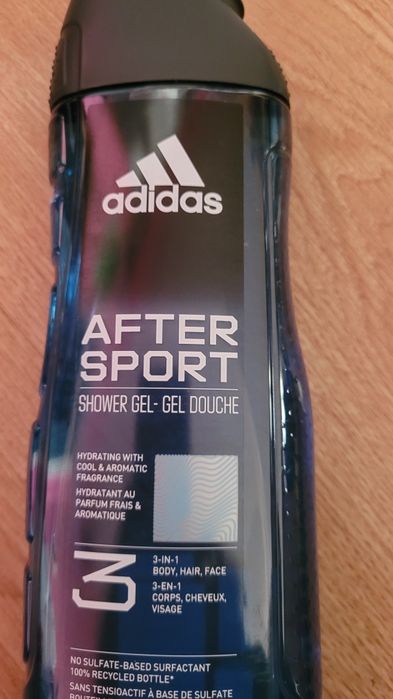 adidas
AFTER
SPORT
SHOWER GEL- GEL DOUCHE
HYDRATING WITH
COOL & AROMATIC
FRAGRANCE
HYDRATANT AU
PARFUM FRAIS &
AROMATIQUE
3
3-IN-1
BODY, HAIR, FACE
3-EN-1
CORPS, CHEVEUX,
VISAGE
NO SULFATE-BASED SURFACTANT
100% RECYCLED BOTTLE*
SANS TENSIOACTIF À BASE DE SULFATE